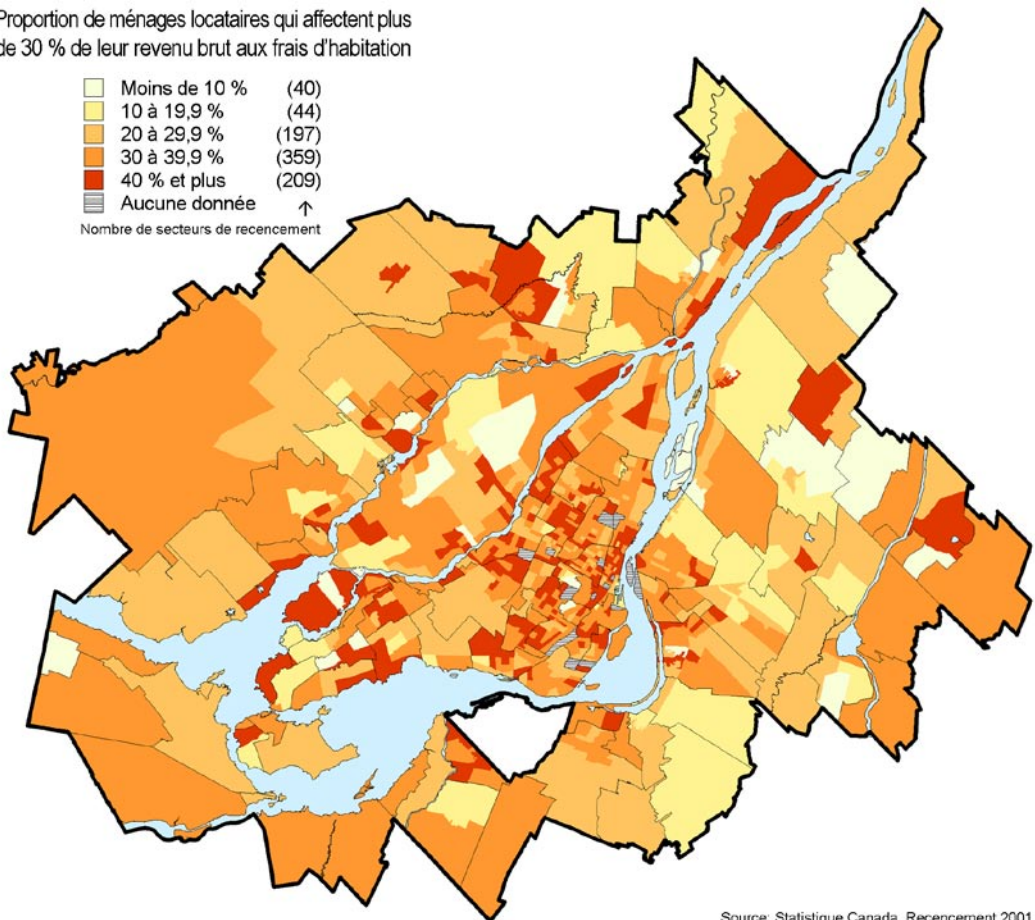 Proportion de ménages locataires qui affectent plus
de 30 % de leur revenu brut aux frais d'habitation
Moins de 10 % (40)
10 à 19,9 % (44)
20 à 29,9 % (197)
30 à 39,9 % (359)
40 % et plus (209)
Aucune donnée ↑
Nombre de secteurs de recencement
Source: Statistique Canada, Recencement 2001